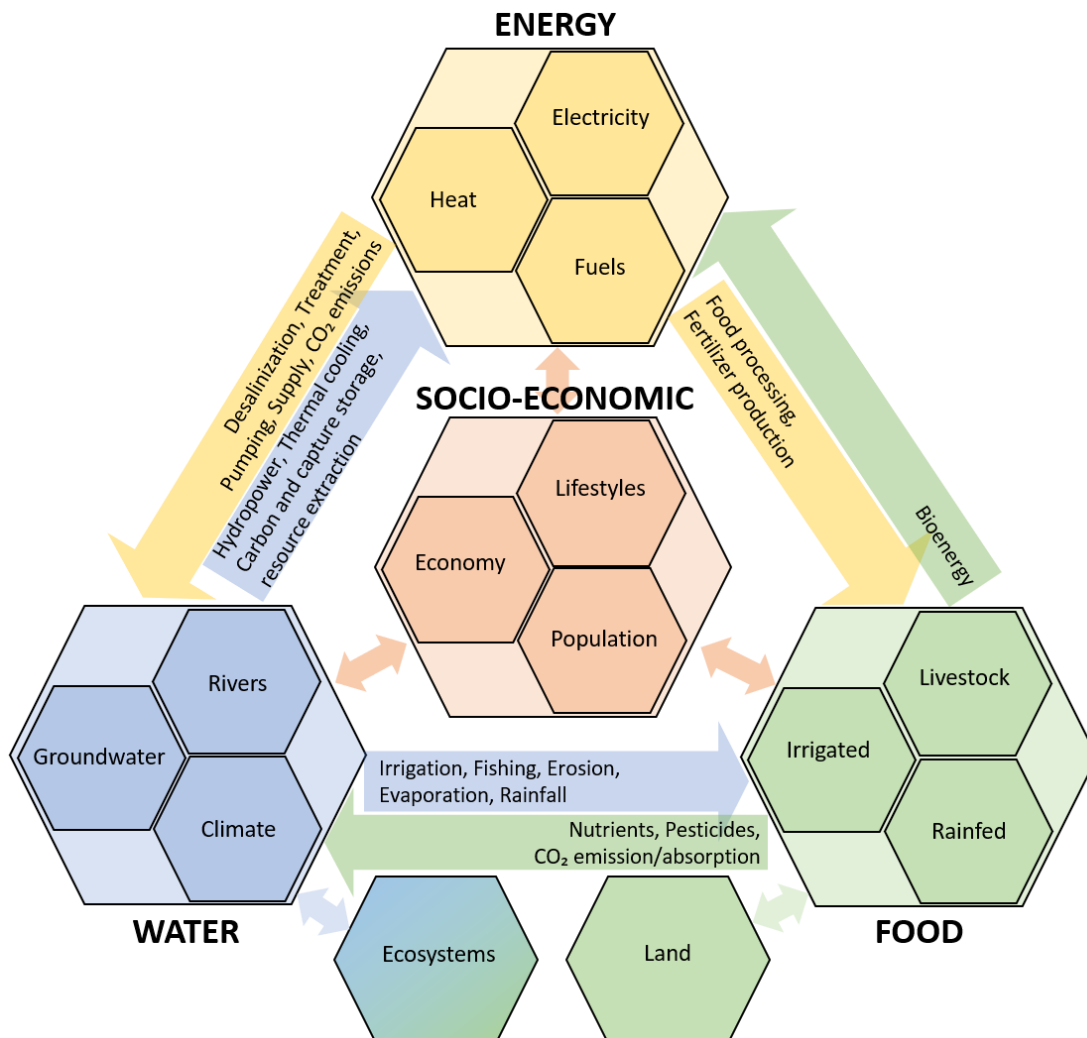 ENERGY
Electricity
Heat
Fuels
Desalinization, Treatment,
Pumping, Supply, CO₂ emissions
Hydropower, Thermal cooling,
Carbon and capture storage,
resource extraction
Food processing,
Fertilizer production
Bioenergy
SOCIO-ECONOMIC
Lifestyles
Economy
Population
Rivers
Groundwater
Climate
Livestock
Irrigated
Rainfed
Irrigation, Fishing, Erosion,
Evaporation, Rainfall
Nutrients, Pesticides,
CO₂ emission/absorption
WATER
FOOD
Ecosystems
Land